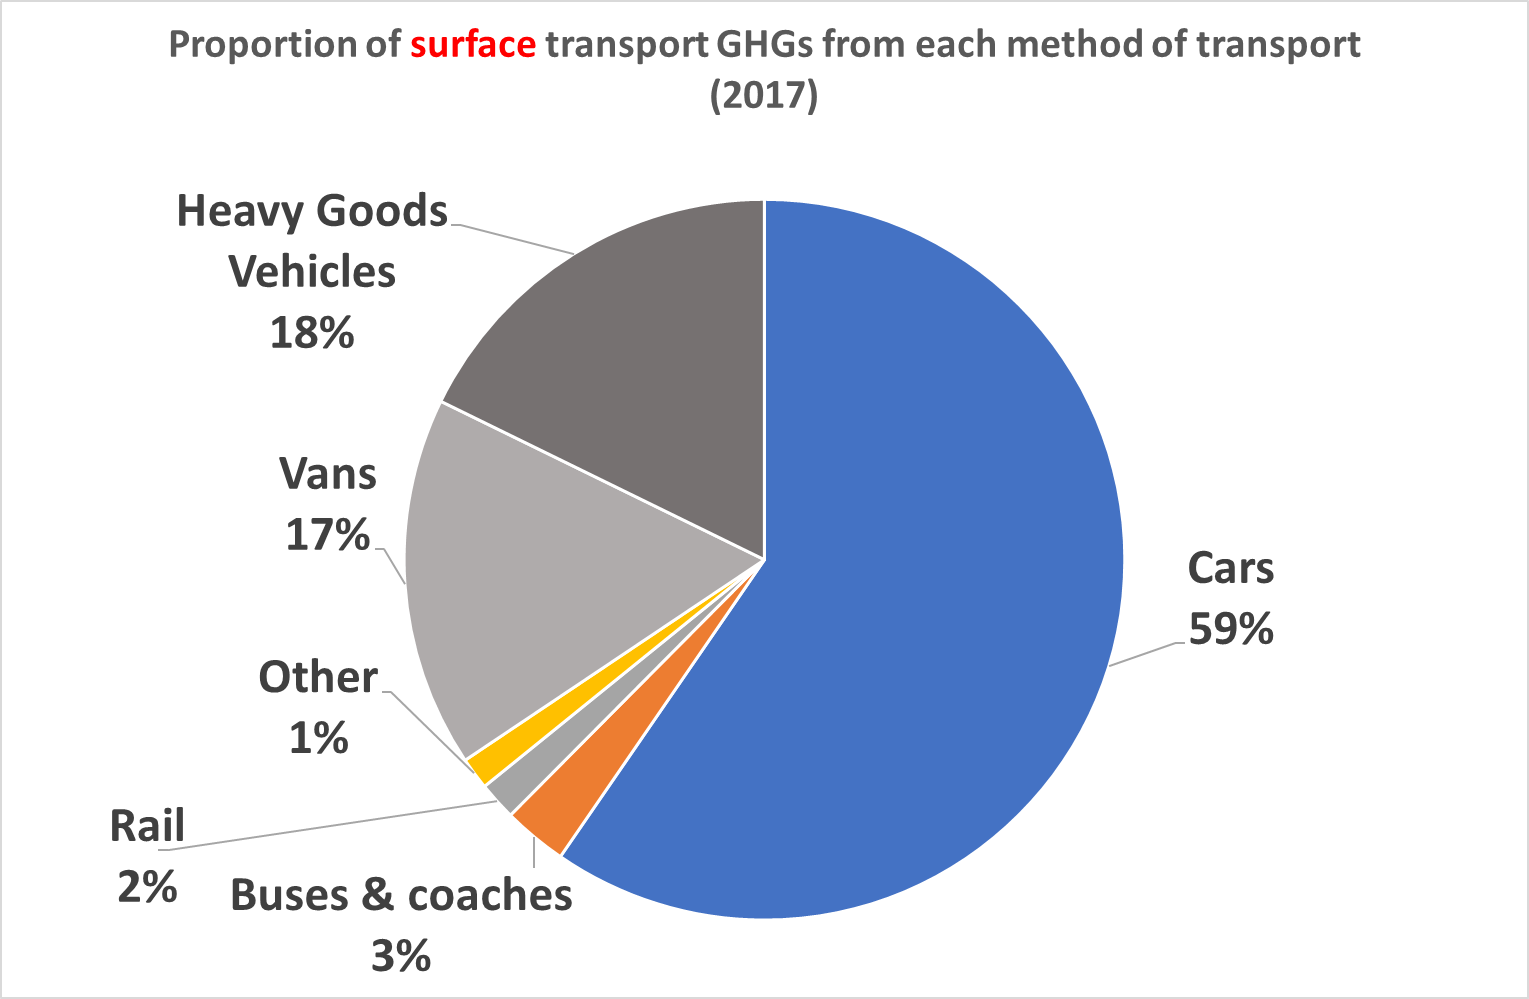 Proportion of surface transport GHGs from each method of transport
(2017)
Heavy Goods
Vehicles
18%
Vans
17%
Cars
59%
Other
1%
Rail
2%
Buses & coaches
3%